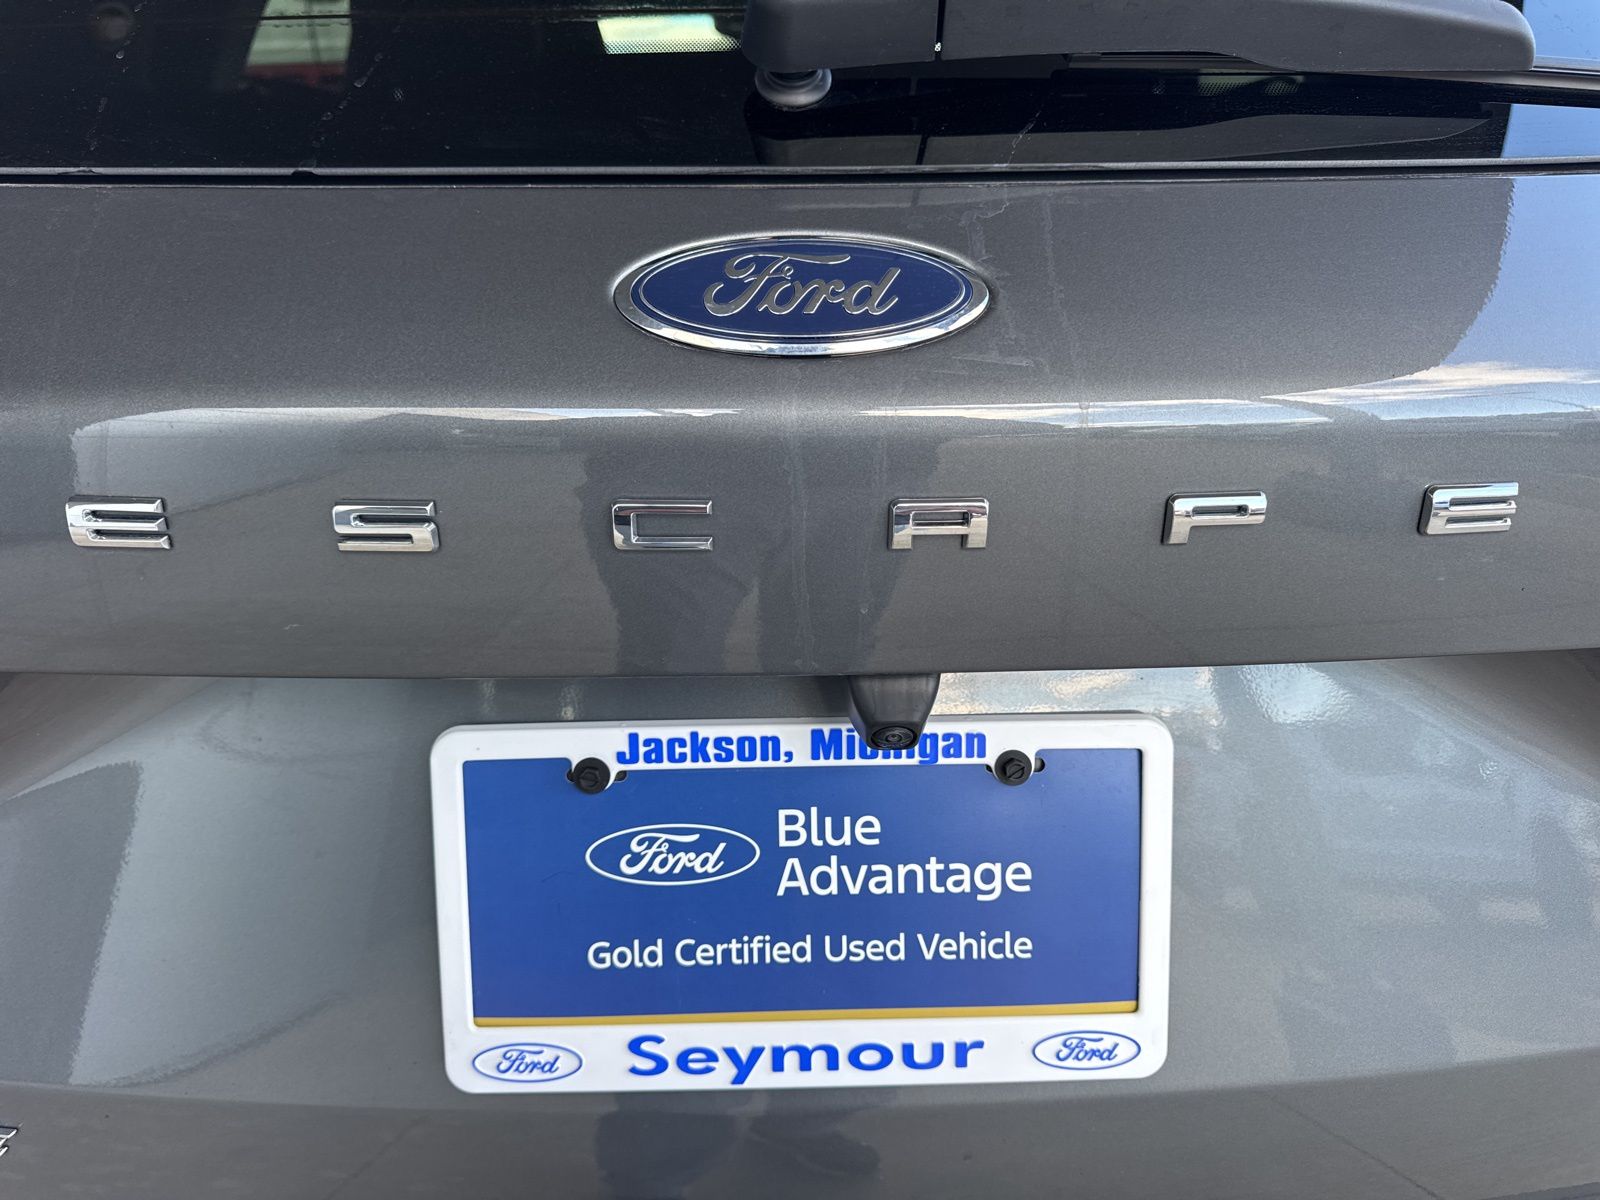 Ford
ESCAPE
Jackson, Michigan
Ford
Blue
Advantage
Gold Certified Used Vehicle
Ford Seymour Ford